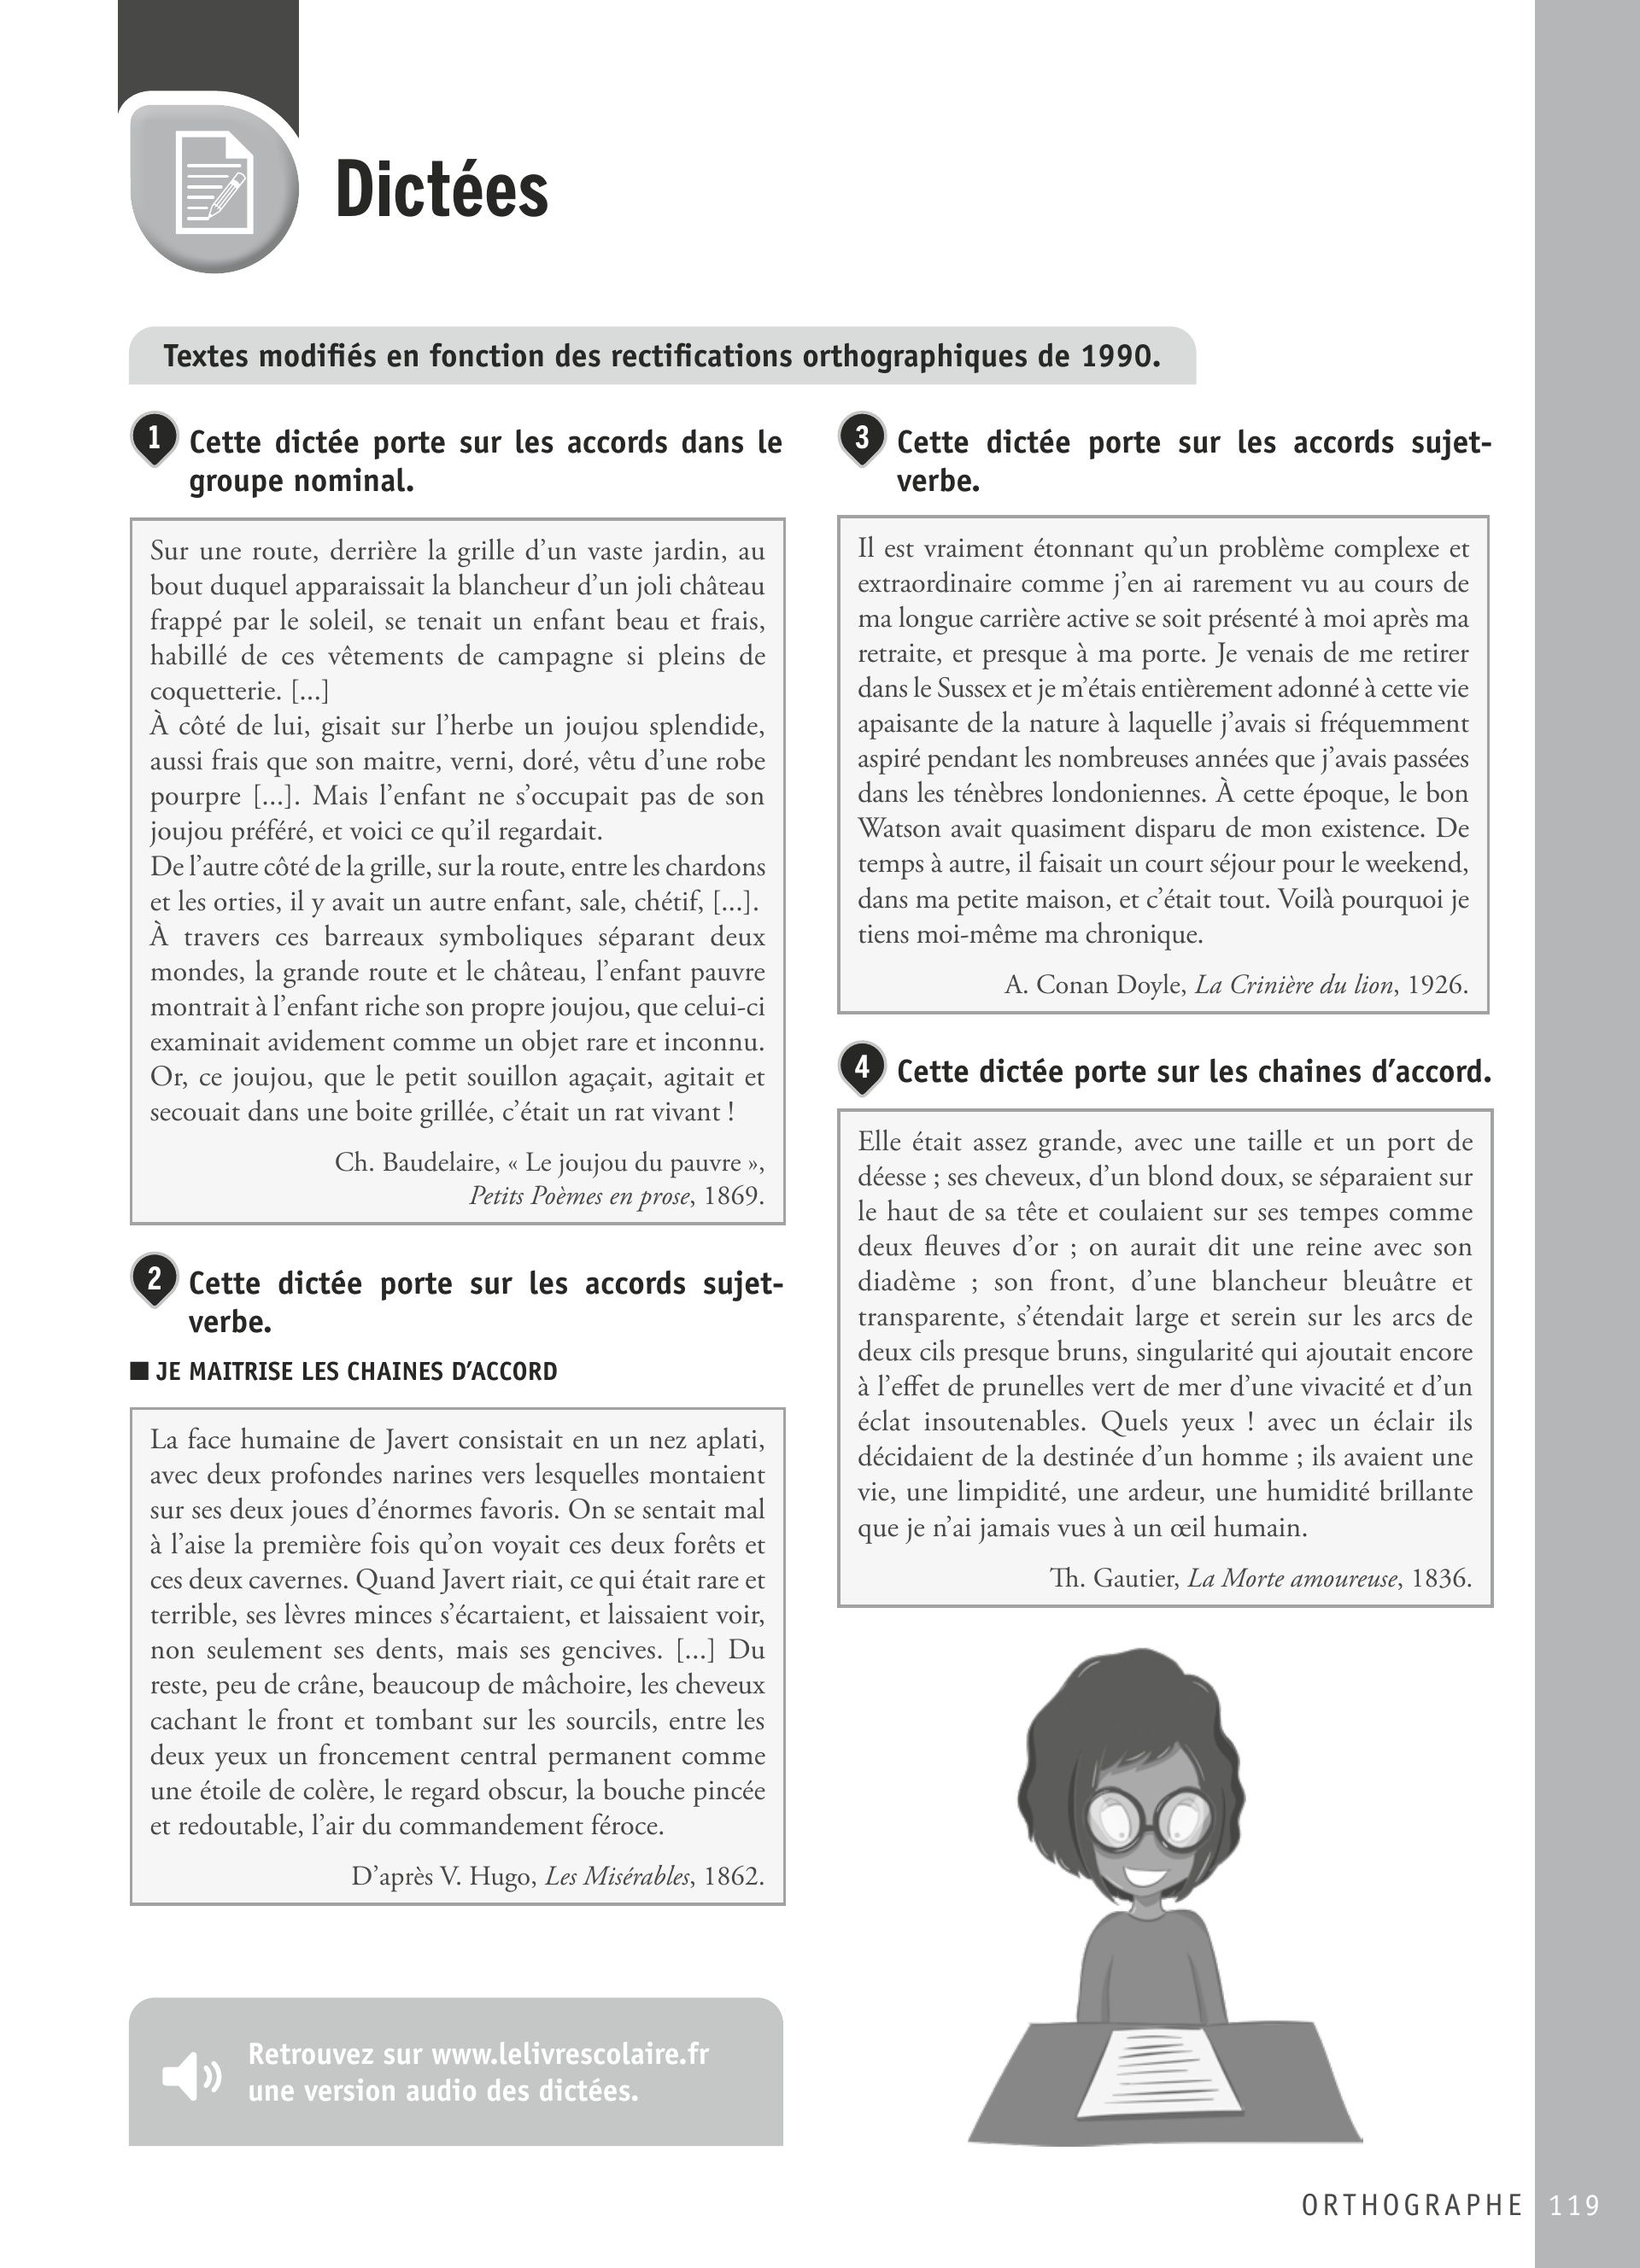 Dictées
Textes modifiés en fonction des rectifications orthographiques de 1990.
1 Cette dictée porte sur les accords dans le
groupe nominal.
Sur une route, derrière la grille d'un vaste jardin, au
bout duquel apparaissait la blancheur d'un joli château
frappé par le soleil, se tenait un enfant beau et frais,
habillé de ces vêtements de campagne si pleins de
coquetterie. [...]
À côté de lui, gisait sur l'herbe un joujou splendide,
aussi frais que son maitre, verni, doré, vêtu d'une robe
pourpre [...]. Mais l'enfant ne s'occupait pas de son
joujou préféré, et voici ce qu'il regardait.
De l'autre côté de la grille, sur la route, entre les chardons
et les orties, il y avait un autre enfant, sale, chétif, [...].
À travers ces barreaux symboliques séparant deux
mondes, la grande route et le château, l'enfant pauvre
montrait à l'enfant riche son propre joujou, que celui-ci
examinait avidement comme un objet rare et inconnu.
Or, ce joujou, que le petit souillon agaçait, agitait et
secouait dans une boite grillée, c'était un rat vivant !
Ch. Baudelaire, « Le joujou du pauvre »,
Petits Poèmes en prose, 1869.
2 Cette dictée porte sur les accords sujet-
verbe.
■ JE MAITRISE LES CHAINES D'ACCORD
La face humaine de Javert consistait en un nez aplati,
avec deux profondes narines vers lesquelles montaient
sur ses deux joues d'énormes favoris. On se sentait mal
à l'aise la première fois qu'on voyait ces deux forêts et
ces deux cavernes. Quand Javert riait, ce qui était rare et
terrible, ses lèvres minces s'écartaient, et laissaient voir,
non seulement ses dents, mais ses gencives. [...] Du
reste, peu de crâne, beaucoup de mâchoire, les cheveux
cachant le front et tombant sur les sourcils, entre les
deux yeux un froncement central permanent comme
une étoile de colère, le regard obscur, la bouche pincée
et redoutable, l'air du commandement féroce.
D'après V. Hugo, Les Misérables, 1862.
Retrouvez sur www.lelivrescolaire.fr
une version audio des dictées.
3 Cette dictée porte sur les accords sujet-
verbe.
Il est vraiment étonnant qu'un problème complexe et
extraordinaire comme j'en ai rarement vu au cours de
ma longue carrière active se soit présenté à moi après ma
retraite, et presque à ma porte. Je venais de me retirer
dans le Sussex et je m'étais entièrement adonné à cette vie
apaisante de la nature à laquelle j'avais si fréquemment
aspiré pendant les nombreuses années que j'avais passées
dans les ténèbres londoniennes. À cette époque, le bon
Watson avait quasiment disparu de mon existence. De
temps à autre, il faisait un court séjour pour le weekend,
dans ma petite maison, et c'était tout. Voilà pourquoi je
tiens moi-même ma chronique.
A. Conan Doyle, La Crinière du lion, 1926.
4 Cette dictée porte sur les chaines d'accord.
Elle était assez grande, avec une taille et un port de
déesse ; ses cheveux, d'un blond doux, se séparaient sur
le haut de sa tête et coulaient sur ses tempes comme
deux fleuves d'or ; on aurait dit une reine avec son
diadème ; son front, d'une blancheur bleuâtre et
transparente, s'étendait large et serein sur les arcs de
deux cils presque bruns, singularité qui ajoutait encore
à l'effet de prunelles vert de mer d'une vivacité et d'un
éclat insoutenables. Quels yeux ! avec un éclair ils
décidaient de la destinée d'un homme ; ils avaient une
vie, une limpidité, une ardeur, une humidité brillante
que je n'ai jamais vues à un œil humain.
Th. Gautier, La Morte amoureuse, 1836.
ORTHOGRAPHE 119